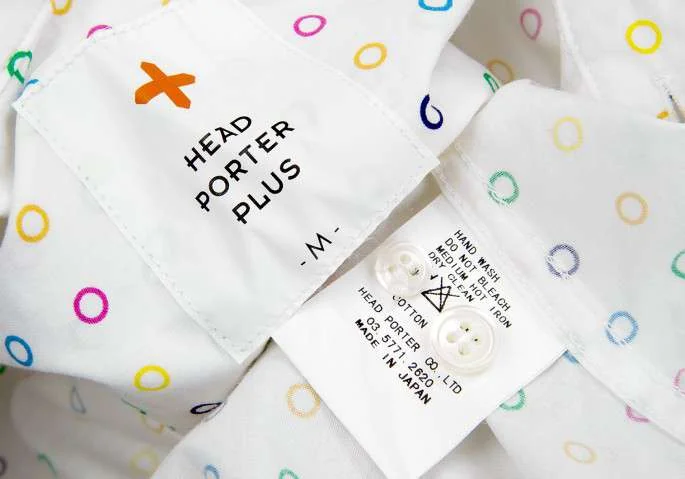 HEAD
PORTER
PLUS
-M-
HAND WASH
DO NOT BLEACH
MEDIUM HOT IRON
DRY CLEAN
COTTON
HEAD PORTER CO.,LTD
03.5771.2620
MADE IN JAPAN